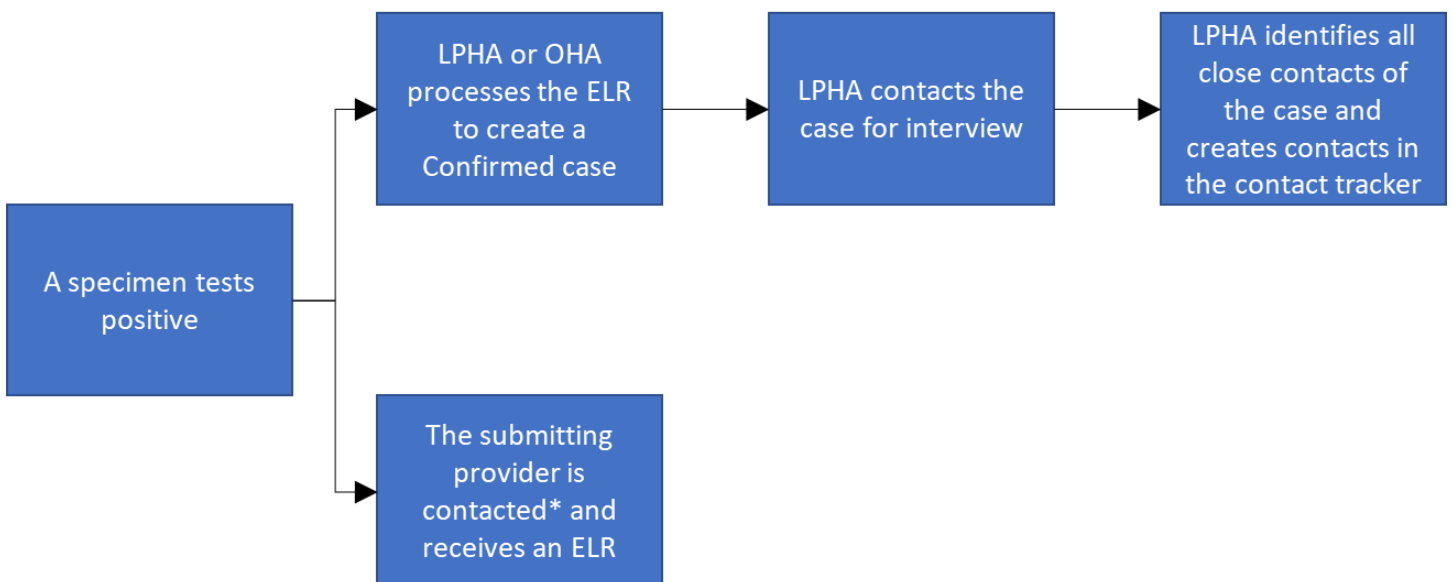 LPHA or OHA
processes the ELR
to create a
Confirmed case
LPHA contacts the
case for interview
LPHA identifies all
close contacts of
the case and
creates contacts in
the contact tracker
A specimen tests
positive
The submitting
provider is
contacted* and
receives an ELR